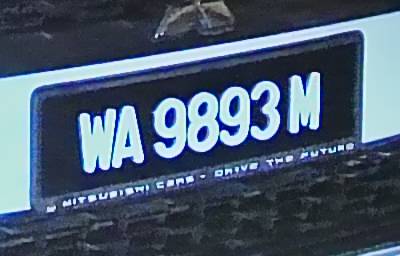 WA 9893 M
MITSUBISHI CARS - DRIVE THE FUTURE